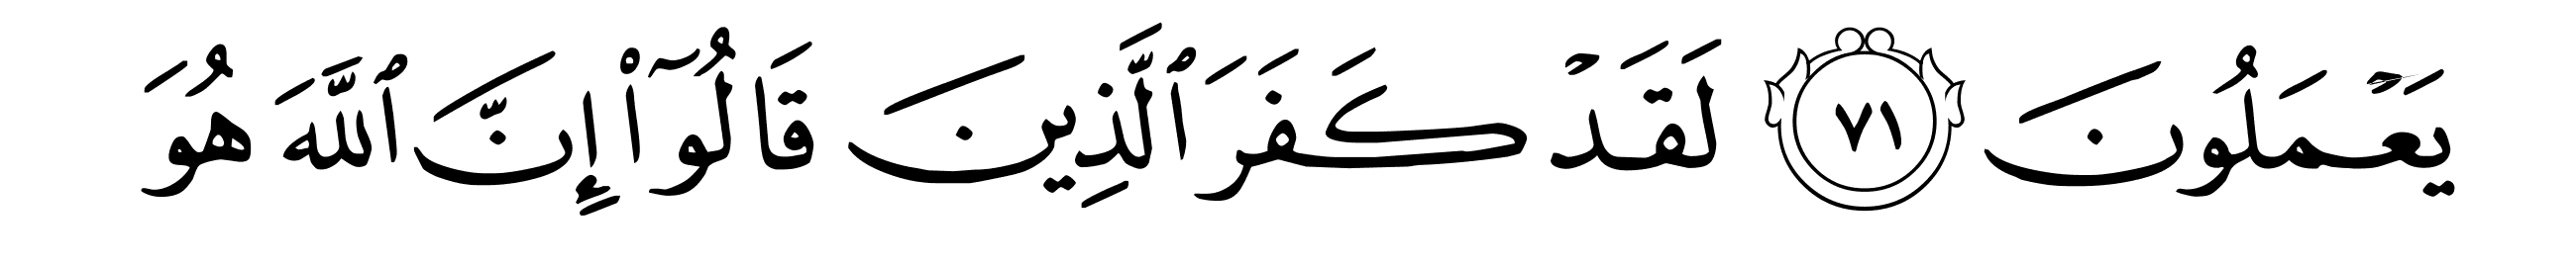 يَعۡمَلُونَ ٧١ لَقَدۡ كَفَرَ ٱلَّذِينَ قَالُوٓاْ إِنَّ ٱللَّهَ هُوَ